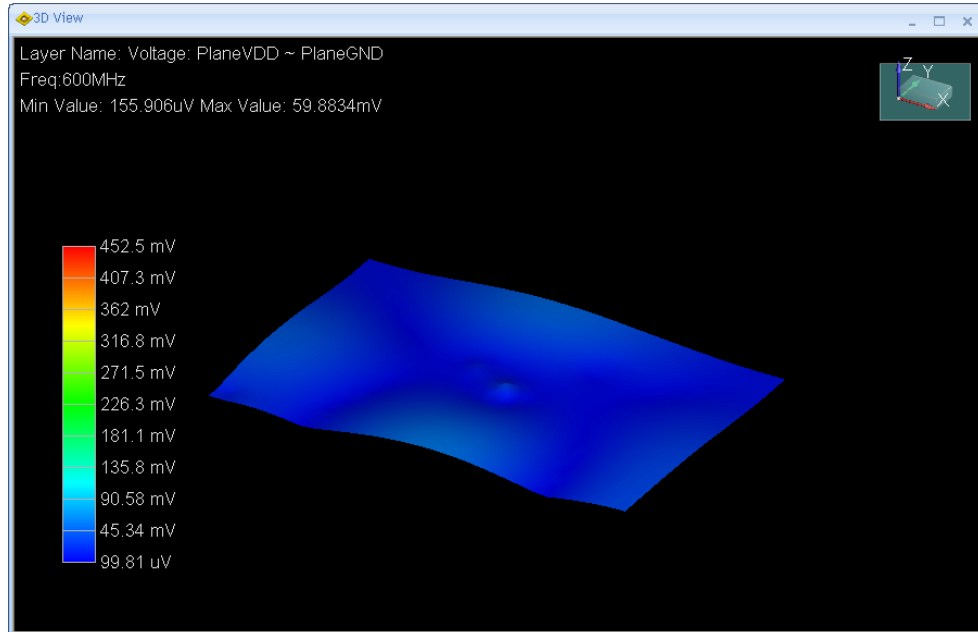 3D View
Layer Name: Voltage: PlaneVDD ~ PlaneGND
Freq:600MHz
Min Value: 155.906uV Max Value: 59.8834mV
Z
Y
X
452.5 mV
407.3 mV
362 mV
316.8 mV
271.5 mV
226.3 mV
181.1 mV
135.8 mV
90.58 mV
45.34 mV
99.81 uV